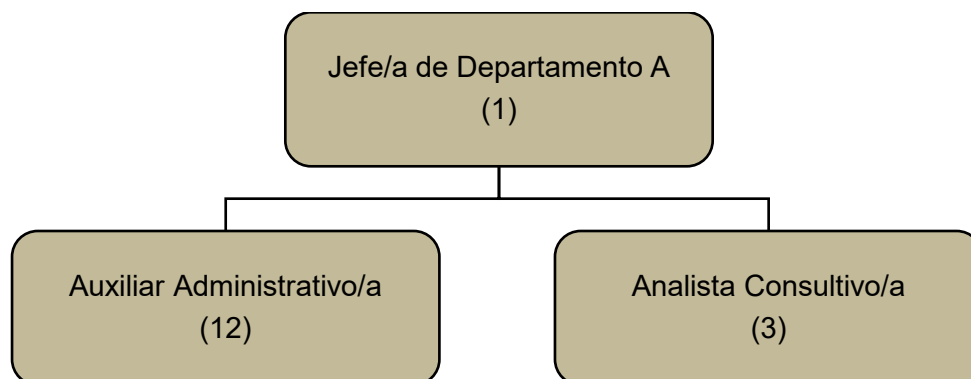 Jefe/a de Departamento A
(1)
Auxiliar Administrativo/a
(12)
Analista Consultivo/a
(3)